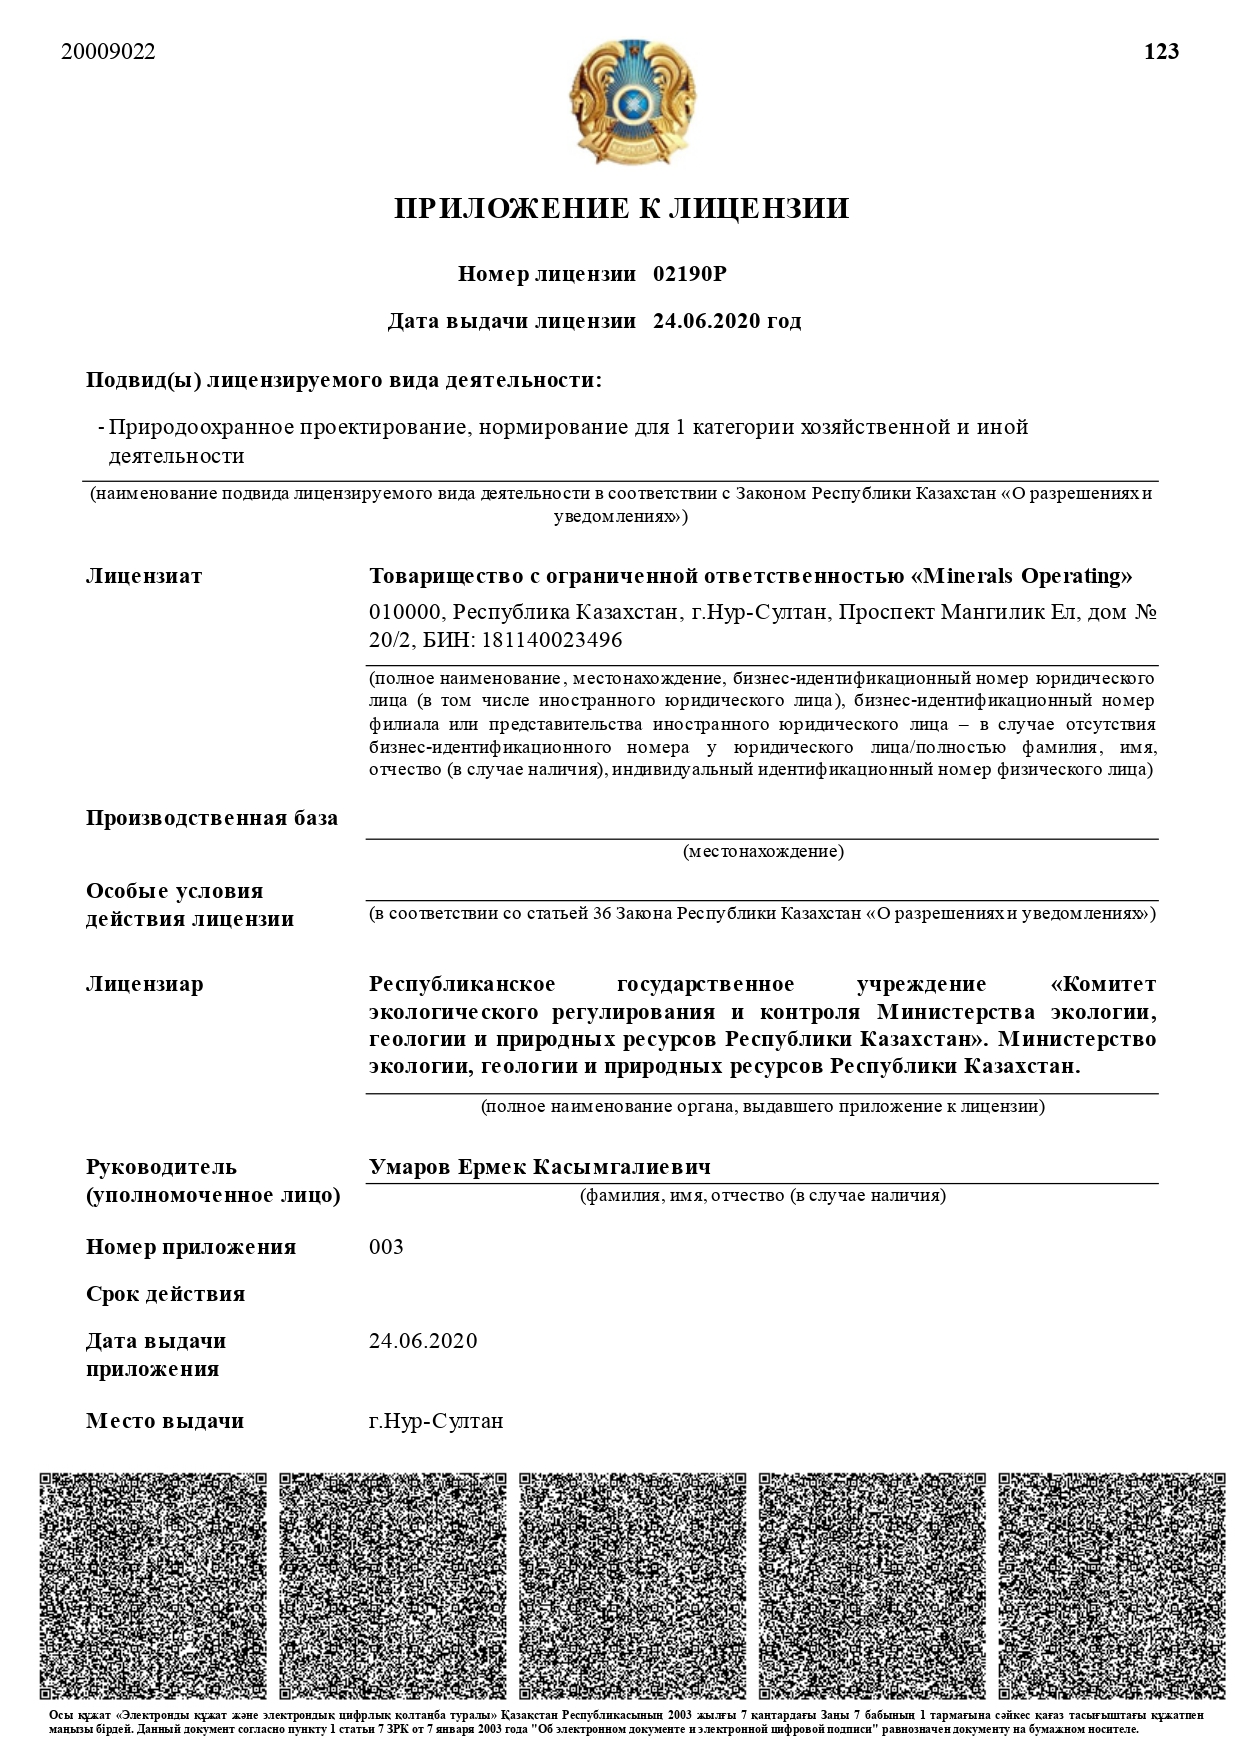 20009022
123
ПРИЛОЖЕНИЕ К ЛИЦЕНЗИИ
Номер лицензии 02190Р
Дата выдачи лицензии 24.06.2020 год
Подвид(ы) лицензируемого вида деятельности:
- Природоохранное проектирование, нормирование для 1 категории хозяйственной и иной
деятельности
(наименование подвида лицензируемого вида деятельности в соответствии с Законом Республики Казахстан «О разрешениях и
уведомлениях»)
Лицензиат
Товарищество с ограниченной ответственностью «Minerals Operating»
010000, Республика Казахстан, г.Нур-Султан, Проспект Мангилик Ел, дом №
20/2, БИН: 181140023496
(полное наименование, местонахождение, бизнес-идентификационный номер юридического
лица (в том числе иностранного юридического лица), бизнес-идентификационный номер
филиала или представительства иностранного юридического лица – в случае отсутствия
бизнес-идентификационного номера у юридического лица/полностью фамилия, имя,
отчество (в случае наличия), индивидуальный идентификационный номер физического лица)
Производственная база
(местонахождение)
Особые условия
действия лицензии
(в соответствии со статьей 36 Закона Республики Казахстан «О разрешениях и уведомлениях»)
Лицензиар
Республиканское государственное учреждение «Комитет
экологического регулирования и контроля Министерства экологии,
геологии и природных ресурсов Республики Казахстан». Министерство
экологии, геологии и природных ресурсов Республики Казахстан.
(полное наименование органа, выдавшего приложение к лицензии)
Руководитель
(уполномоченное лицо)
Умаров Ермек Касымгалиевич
(фамилия, имя, отчество (в случае наличия)
Номер приложения 003
Срок действия
Дата выдачи
приложения
24.06.2020
Место выдачи г.Нур-Султан
Осы құжат «Электронды құжат және электрондық цифрлық қолтаңба туралы» Қазақстан Республикасының 2003 жылғы 7 қаңтардағы Заңы 7 бабының 1 тармағына сәйкес қағаз тасығыштағы құжатпен
маңызы бірдей. Данный документ согласно пункту 1 статьи 7 ЗРК от 7 января 2003 года "Об электронном документе и электронной цифровой подписи" равнозначен документу на бумажном носителе.